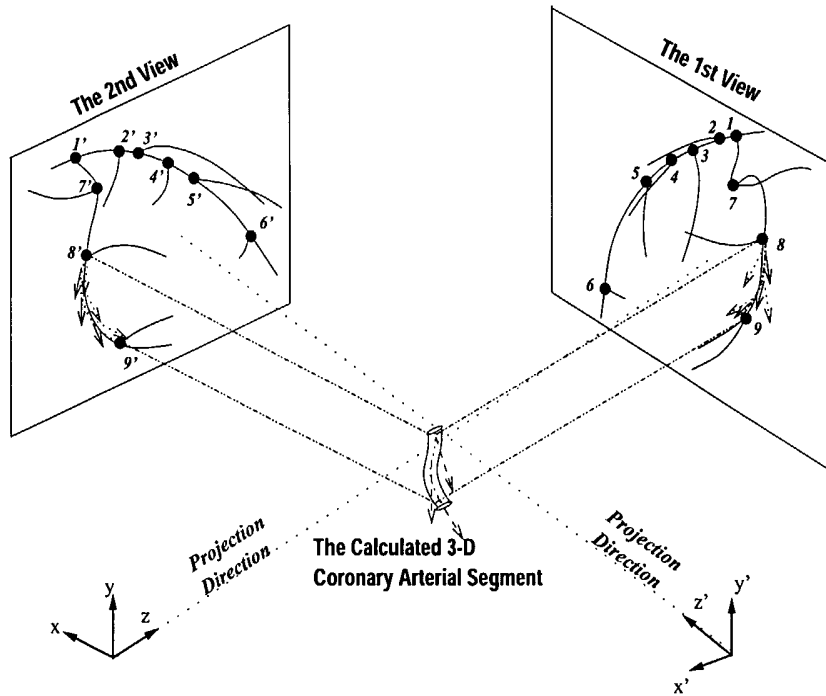 The 2nd View
The 1st View
1'
2'
3'
4'
5'
6'
7'
8'
9'
1
2
3
4
5
6
7
8
9
Projection
Direction
The Calculated 3-D
Coronary Arterial Segment
Projection
Direction
y
x
z
y'
z'
x'